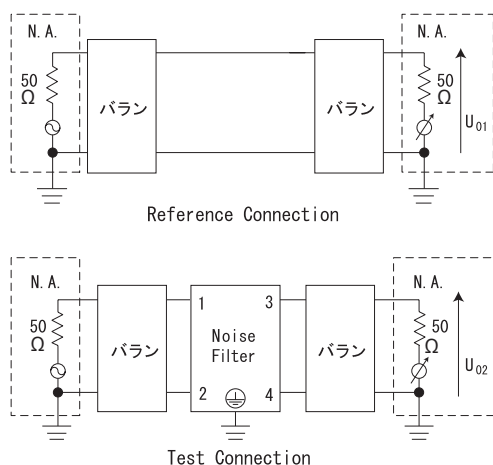 N.A.
50
Ω
バラン
バラン
N.A.
50
Ω
U01
Reference Connection
N.A.
50
Ω
バラン
1
2
Noise
Filter
3
4
バラン
N.A.
50
Ω
U02
Test Connection